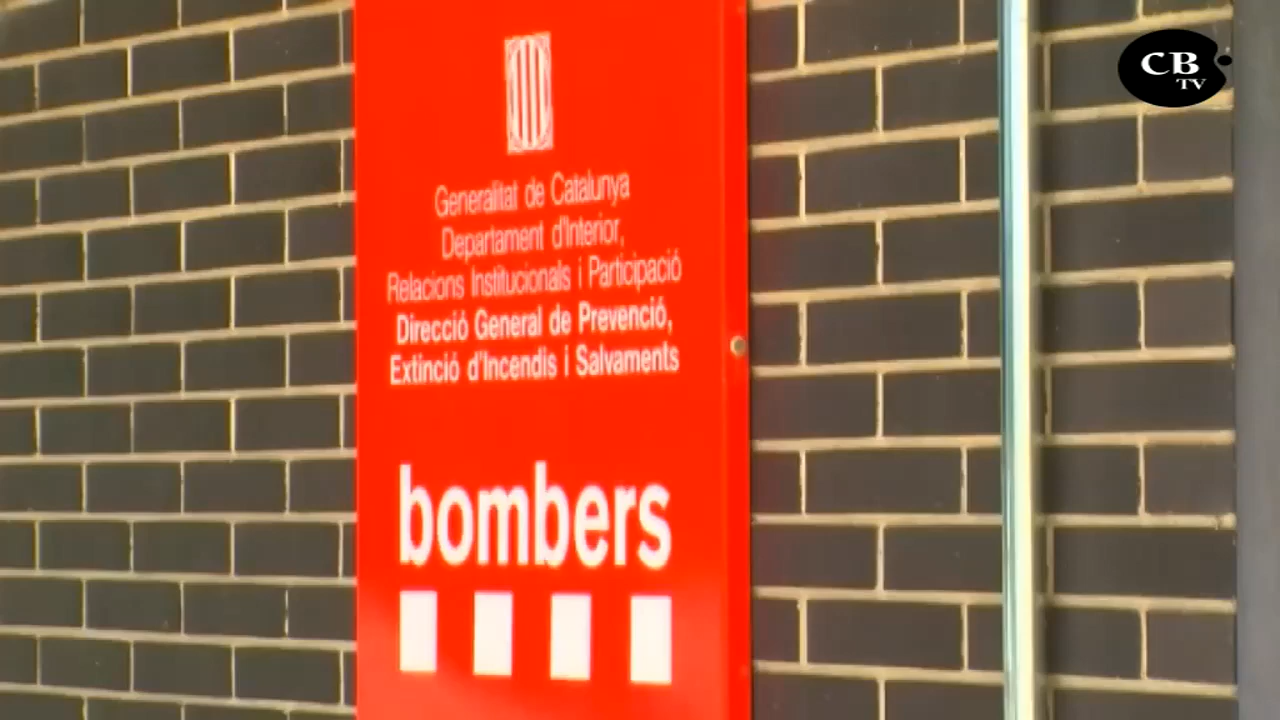 CB
TV
Generalitat de Catalunya
Departament d'Interior,
Relacions Institucionals i Participació
Direcció General de Prevenció,
Extinció d'Incendis i Salvaments
bombers